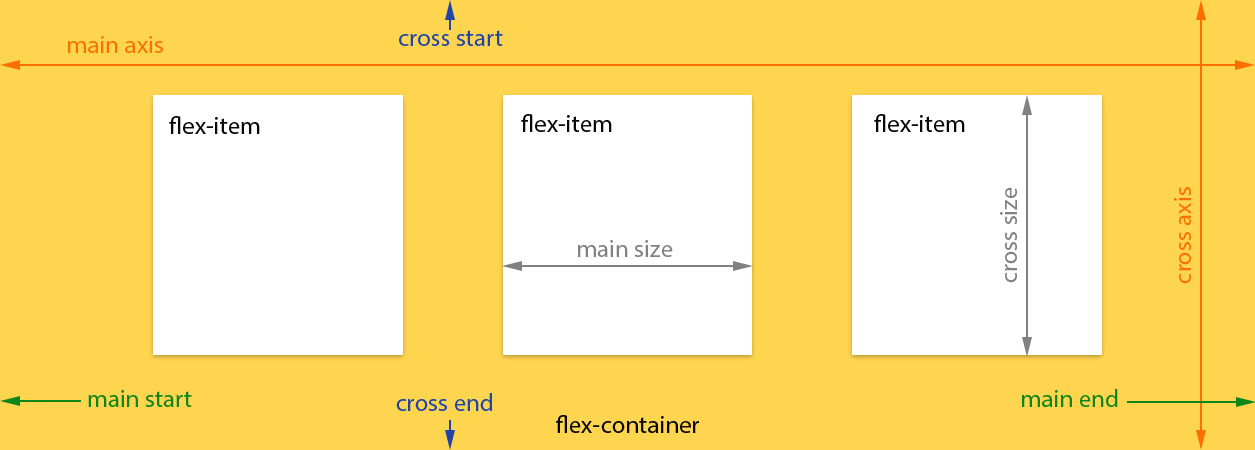 cross start
main axis
flex-item
flex-item
flex-item
main size
cross size
cross axis
main start
cross end
main end
flex-container